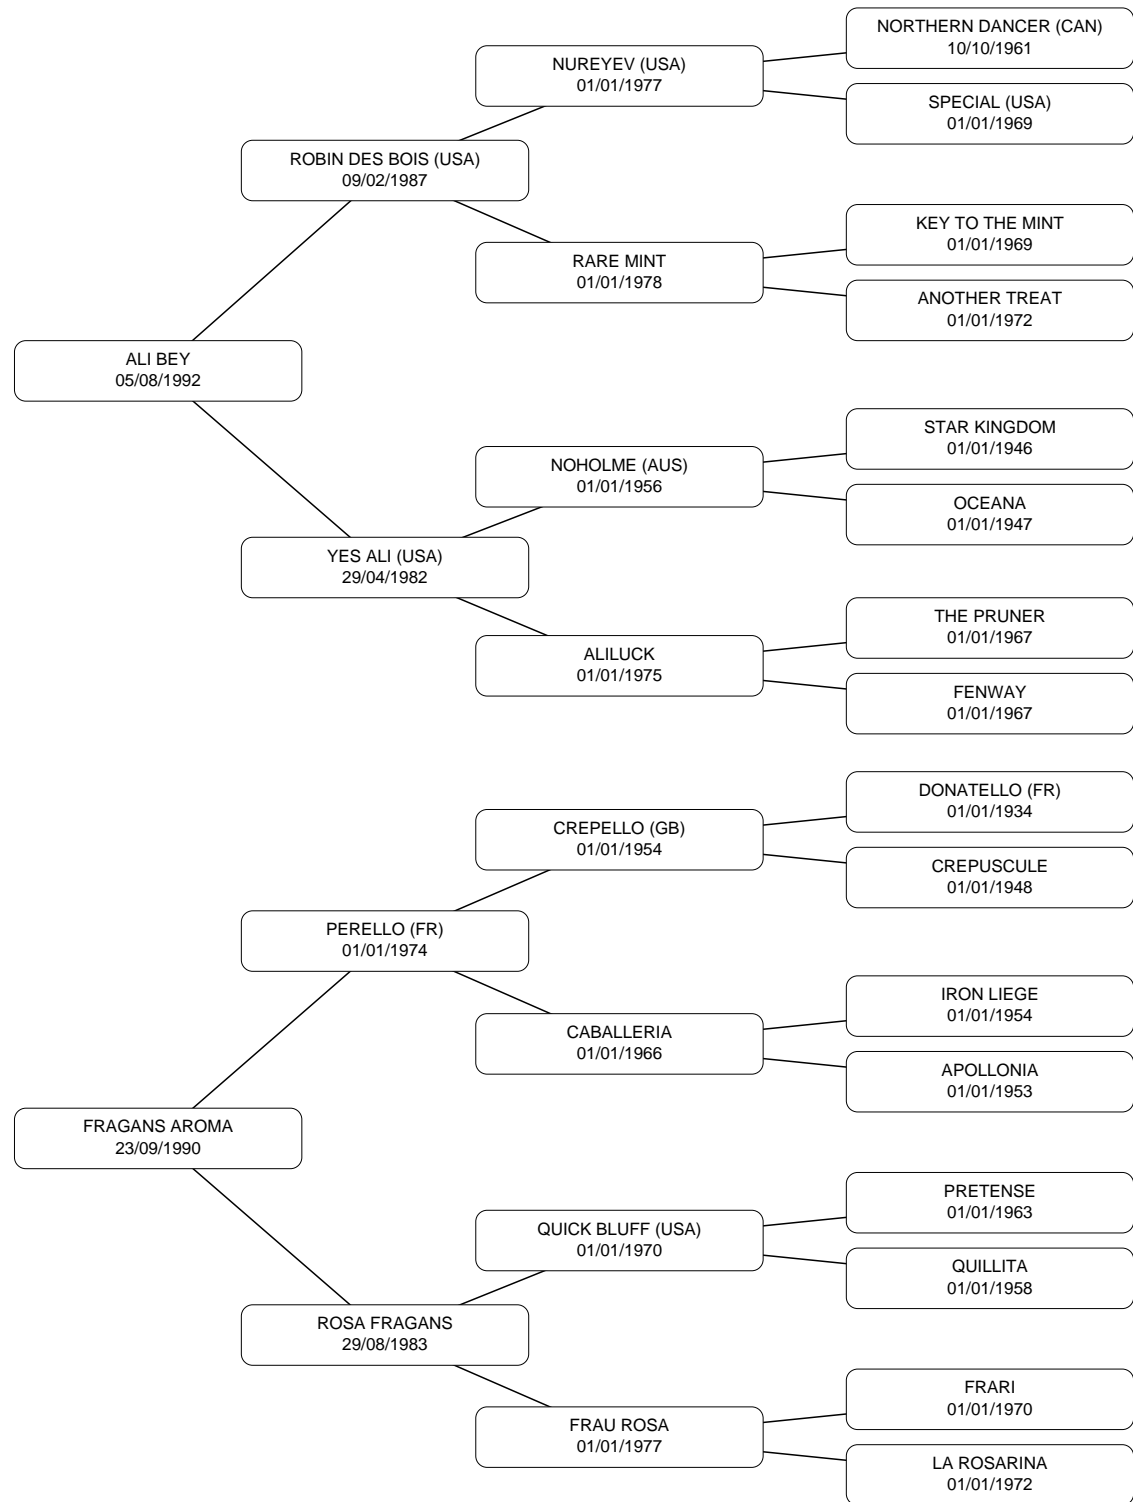 NORTHERN DANCER (CAN)
10/10/1961
NUREYEV (USA)
01/01/1977
SPECIAL (USA)
01/01/1969
ROBIN DES BOIS (USA)
09/02/1987
KEY TO THE MINT
01/01/1969
RARE MINT
01/01/1978
ANOTHER TREAT
01/01/1972
ALI BEY
05/08/1992
STAR KINGDOM
01/01/1946
NOHOLME (AUS)
01/01/1956
OCEANA
01/01/1947
YES ALI (USA)
29/04/1982
THE PRUNER
01/01/1967
ALILUCK
01/01/1975
FENWAY
01/01/1967
DONATELLO (FR)
01/01/1934
CREPELLO (GB)
01/01/1954
CREPUSCULE
01/01/1948
PERELLO (FR)
01/01/1974
IRON LIEGE
01/01/1954
CABALLERIA
01/01/1966
APOLLONIA
01/01/1953
FRAGANS AROMA
23/09/1990
PRETENSE
01/01/1963
QUICK BLUFF (USA)
01/01/1970
QUILLITA
01/01/1958
ROSA FRAGANS
29/08/1983
FRARI
01/01/1970
FRAU ROSA
01/01/1977
LA ROSARINA
01/01/1972